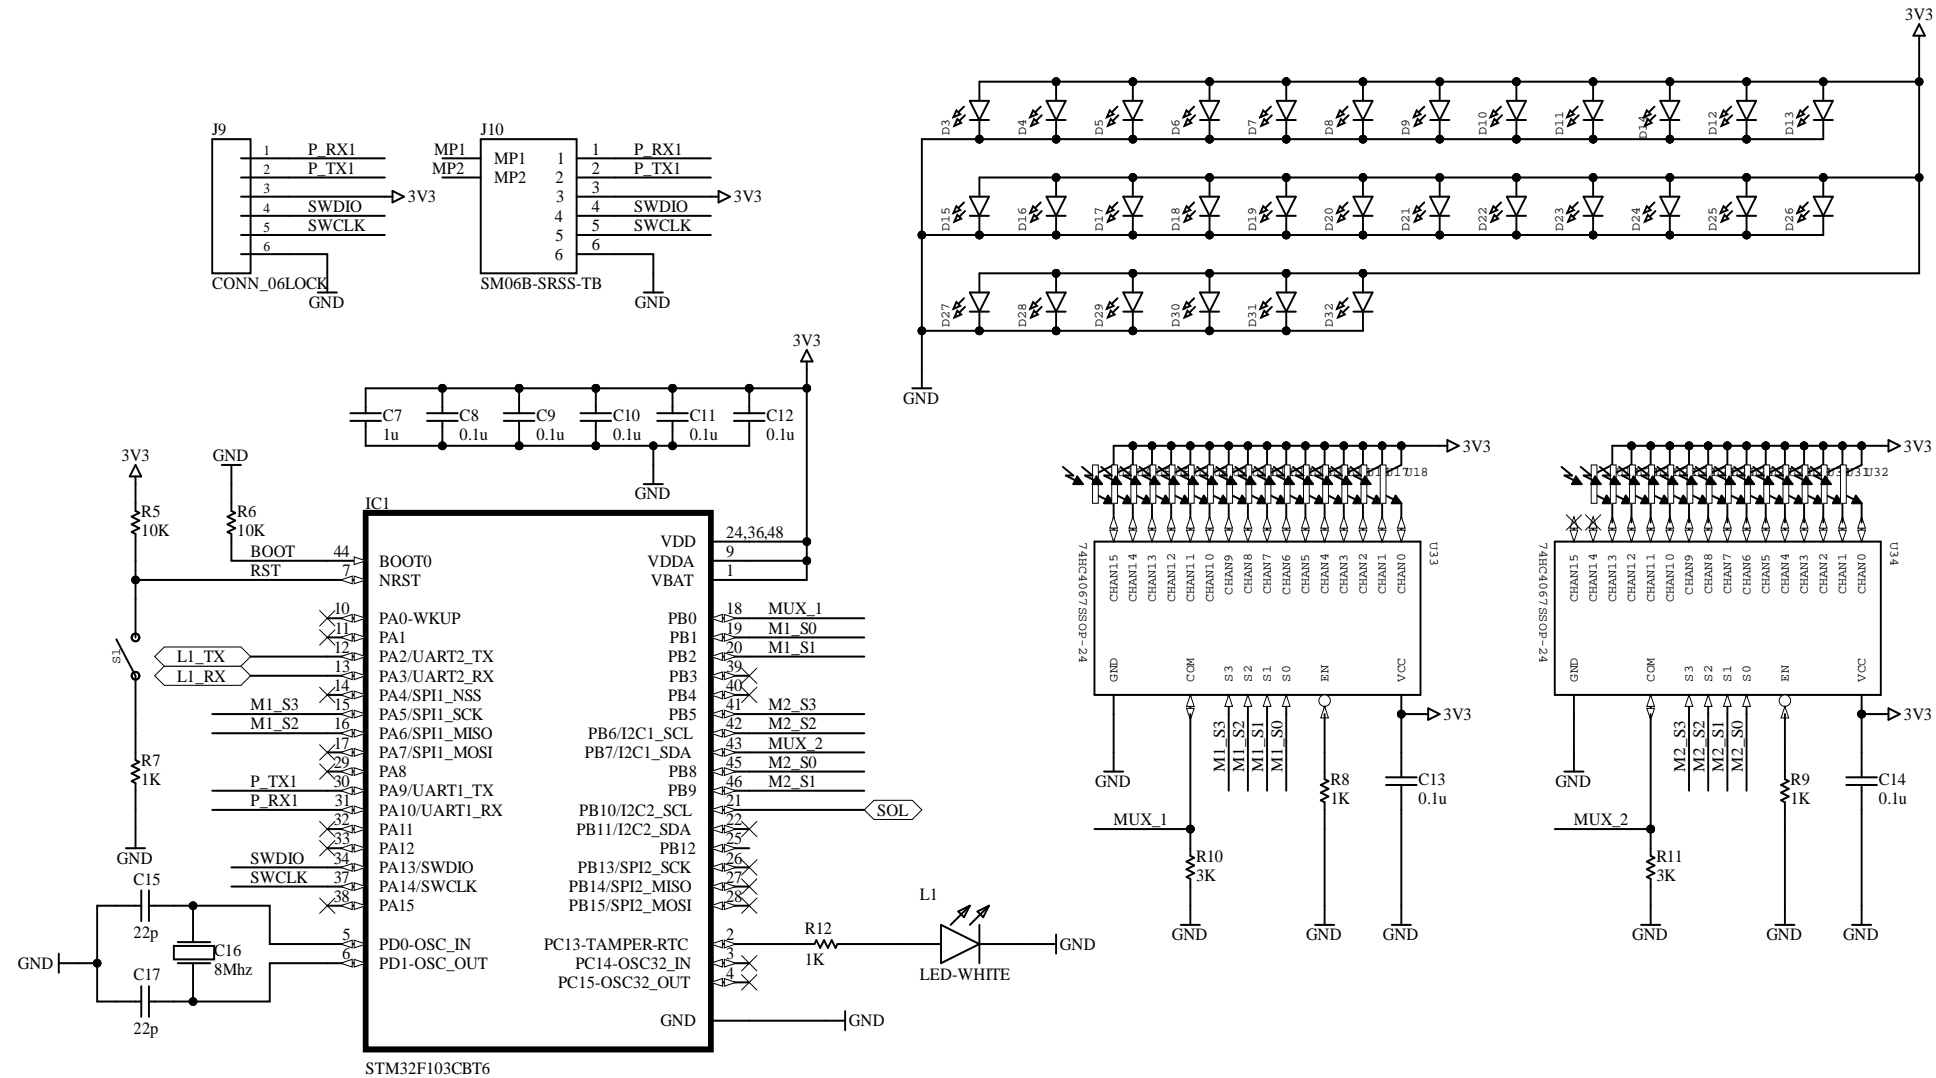 3V3
D3 D4 D5 D6 D7 D8 D9 D10 D11 D14 D12 D13
D15 D16 D17 D18 D19 D20 D21 D22 D23 D24 D25 D26
D27 D28 D29 D30 D31 D32
GND
J9
1 P_RX1
2 P_TX1
3 3V3
4 SWDIO
5 SWCLK
6
CONN_06LOCK
GND
J10
MP1 MP1 1 1 P_RX1
MP2 MP2 2 2 P_TX1
3 3 3V3
4 4 SWDIO
5 5 SWCLK
6 6
SM06B-SRSS-TB
GND
3V3
C7 C8 C9 C10 C11 C12
1u 0.1u 0.1u 0.1u 0.1u 0.1u
GND
3V3
R5
10K
GND
R6
10K
S1
R7
1K
GND
IC1
BOOT 44 BOOT0
RST 7 NRST
10 PA0-WKUP
11 PA1
L1_TX 12 PA2/UART2_TX
L1_RX 13 PA3/UART2_RX
14 PA4/SPI1_NSS
M1_S3 15 PA5/SPI1_SCK
M1_S2 16 PA6/SPI1_MISO
17 PA7/SPI1_MOSI
29 PA8
P_TX1 30 PA9/UART1_TX
P_RX1 31 PA10/UART1_RX
32 PA11
33 PA12
SWDIO 34 PA13/SWDIO
SWCLK 37 PA14/SWCLK
38 PA15
5 PD0-OSC_IN
6 PD1-OSC_OUT
VDD 24,36,48
VDDA 9
VBAT 1
PB0 18 MUX_1
PB1 19 M1_S0
PB2 20 M1_S1
PB3 39
PB4 40
PB5 41 M2_S3
PB6/I2C1_SCL 42 M2_S2
PB7/I2C1_SDA 43 MUX_2
PB8 45 M2_S0
PB9 46 M2_S1
PB10/I2C2_SCL 21 SOL
PB11/I2C2_SDA 22
PB12 25
PB13/SPI2_SCK 26
PB14/SPI2_MISO 27
PB15/SPI2_MOSI 28
PC13-TAMPER-RTC 2
PC14-OSC32_IN 3
PC15-OSC32_OUT 4
GND GND
STM32F103CBT6
C15
22p
C16
8Mhz
C17
22p
GND
R12
1K
L1
LED-WHITE
GND
3V3
U18
U33
74HC4067SSOP-24
CHAN15 CHAN14 CHAN13 CHAN12 CHAN11 CHAN10 CHAN9 CHAN8 CHAN7 CHAN6 CHAN5 CHAN4 CHAN3 CHAN2 CHAN1 CHAN0
GND COM S3 S2 S1 S0 EN VCC
M1_S3 M1_S2 M1_S1 M1_S0
3V3
GND
MUX_1
R10
3K
GND
R8
1K
GND
C13
0.1u
GND
3V3
U32
U34
74HC4067SSOP-24
CHAN15 CHAN14 CHAN13 CHAN12 CHAN11 CHAN10 CHAN9 CHAN8 CHAN7 CHAN6 CHAN5 CHAN4 CHAN3 CHAN2 CHAN1 CHAN0
GND COM S3 S2 S1 S0 EN VCC
M2_S3 M2_S2 M2_S1 M2_S0
3V3
GND
MUX_2
R11
3K
GND
R9
1K
GND
C14
0.1u
GND